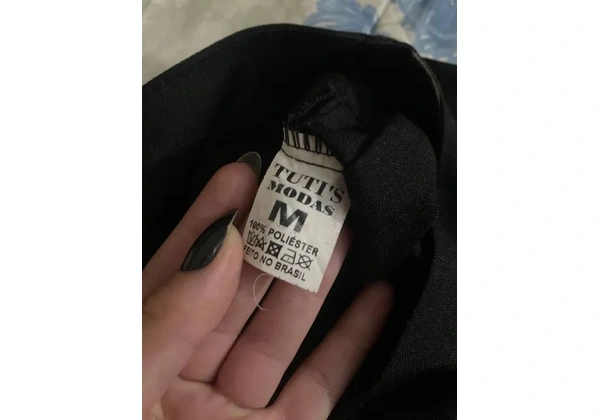 TUTI'S
MODAS
M
100% POLIÉSTER
FEITO NO BRASIL